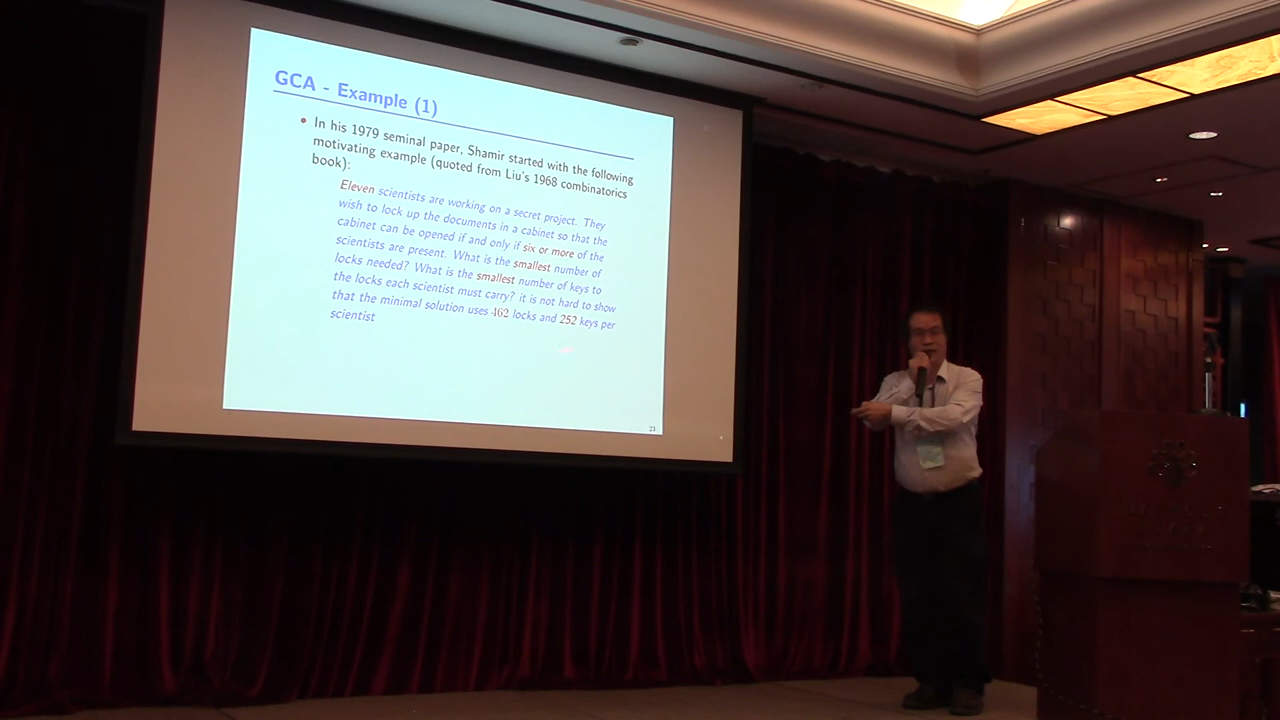 GCA - Example (1)
• In his 1979 seminal paper, Shamir started with the following
motivating example (quoted from Liu's 1968 combinatorics
book):
Eleven scientists are working on a secret project. They
wish to lock up the documents in a cabinet so that the
cabinet can be opened if and only if six or more of the
scientists are present. What is the smallest number of
locks needed? What is the smallest number of keys to
the locks each scientist must carry? it is not hard to show
that the minimal solution uses 462 locks and 252 keys per
scientist